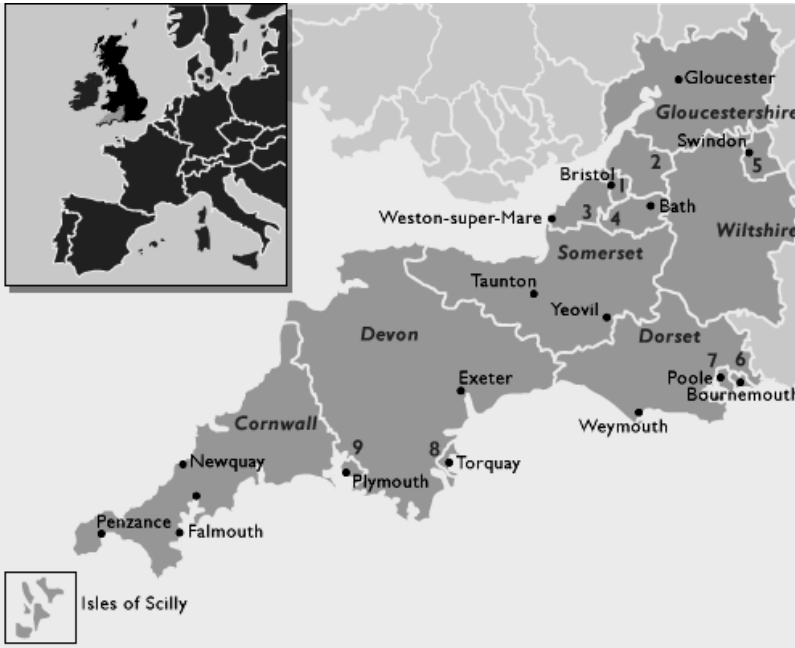 Gloucester
Gloucestershire
Swindon
2
5
Bristol
1
Bath
3
4
Weston-super-Mare
Wiltshire
Somerset
Taunton
Yeovil
Devon
Dorset
7
6
Poole
Exeter
Bournemouth
Weymouth
Cornwall
9
8
Newquay
Torquay
Plymouth
Penzance
Falmouth
Isles of Scilly